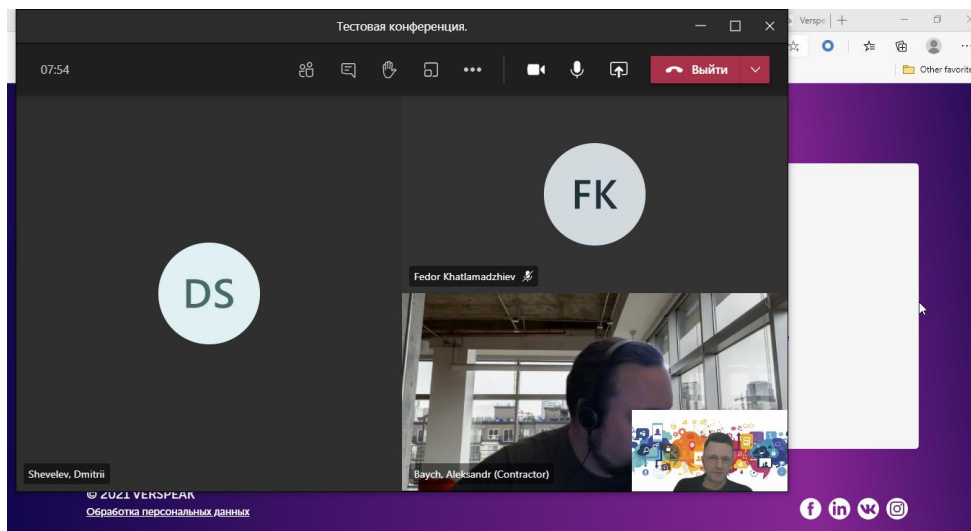 Тестовая конференция.
Verspe
07:54
Выйти
Other favorite
FK
Fedor Khatlamadzhiev
DS
Shevelev, Dmitrii
Baych. Aleksandr (Contractor)
© 2021 VERSPEAK
Обработка персональных данных